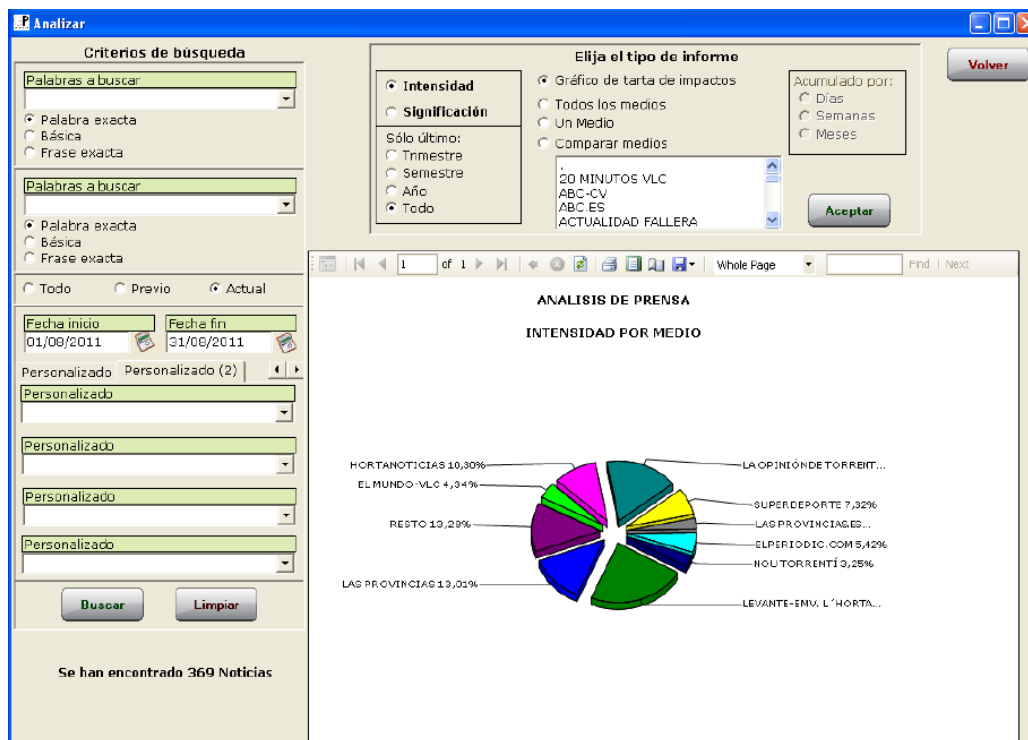 Analizar
Criterios de búsqueda
Palabras a buscar
Palabra exacta
Básica
Frase exacta
Palabras a buscar
Palabra exacta
Básica
Frase exacta
Todo Previo Actual
Fecha inicio Fecha fin
01/08/2011 31/08/2011
Personalizado Personalizado (2)
Personalizado
Personalizado
Personalizado
Personalizado
Buscar Limpiar
Se han encontrado 369 Noticias
Elija el tipo de informe
Intensidad
Significación
Sólo último:
Trimestre
Semestre
Año
Todo
Gráfico de tarta de impactos
Todos los medios
Un Medio
Comparar medios
.
20 MINUTOS VLC
ABC-CV
ABC.ES
ACTUALIDAD FALLERA
Acumulado por:
Días
Semanas
Meses
Aceptar
Volver
1 of 1 Whole Page Find | Next
ANALISIS DE PRENSA
INTENSIDAD POR MEDIO
HORTANOTICIAS 10,30%
EL MUNDO-VLC 4,34%
RESTO 13,28%
LAS PROVINCIAS 13,01%
LA OPINIÓN DE TORRENT...
SUPERDEPORTE 7,32%
LAS PROVINCIAS.ES...
ELPERIODIC.COM 5,42%
NOU TORRENTÍ 3,25%
LEVANTE-EMV. L´HORTA...